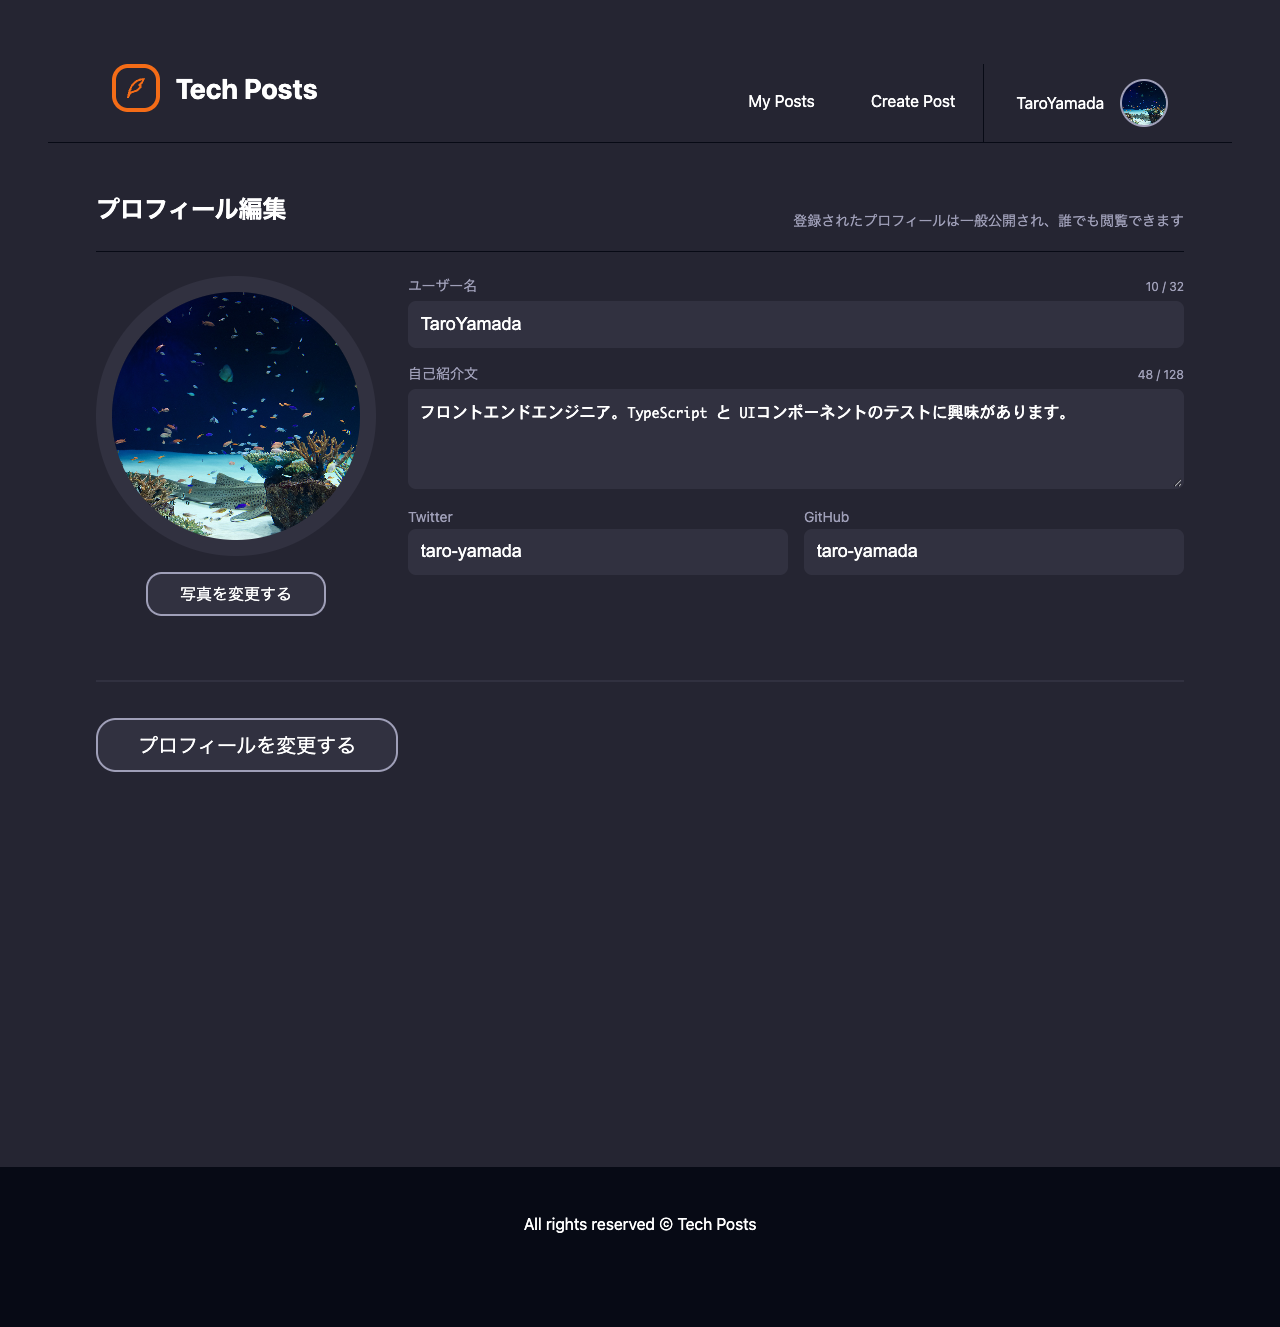 Tech Posts
My Posts
Create Post
TaroYamada
プロフィール編集
登録されたプロフィールは一般公開され、誰でも閲覧できます
ユーザー名
10 / 32
TaroYamada
自己紹介文
48 / 128
フロントエンドエンジニア。TypeScript と UIコンポーネントのテストに興味があります。
Twitter
GitHub
taro-yamada
taro-yamada
写真を変更する
プロフィールを変更する
All rights reserved © Tech Posts